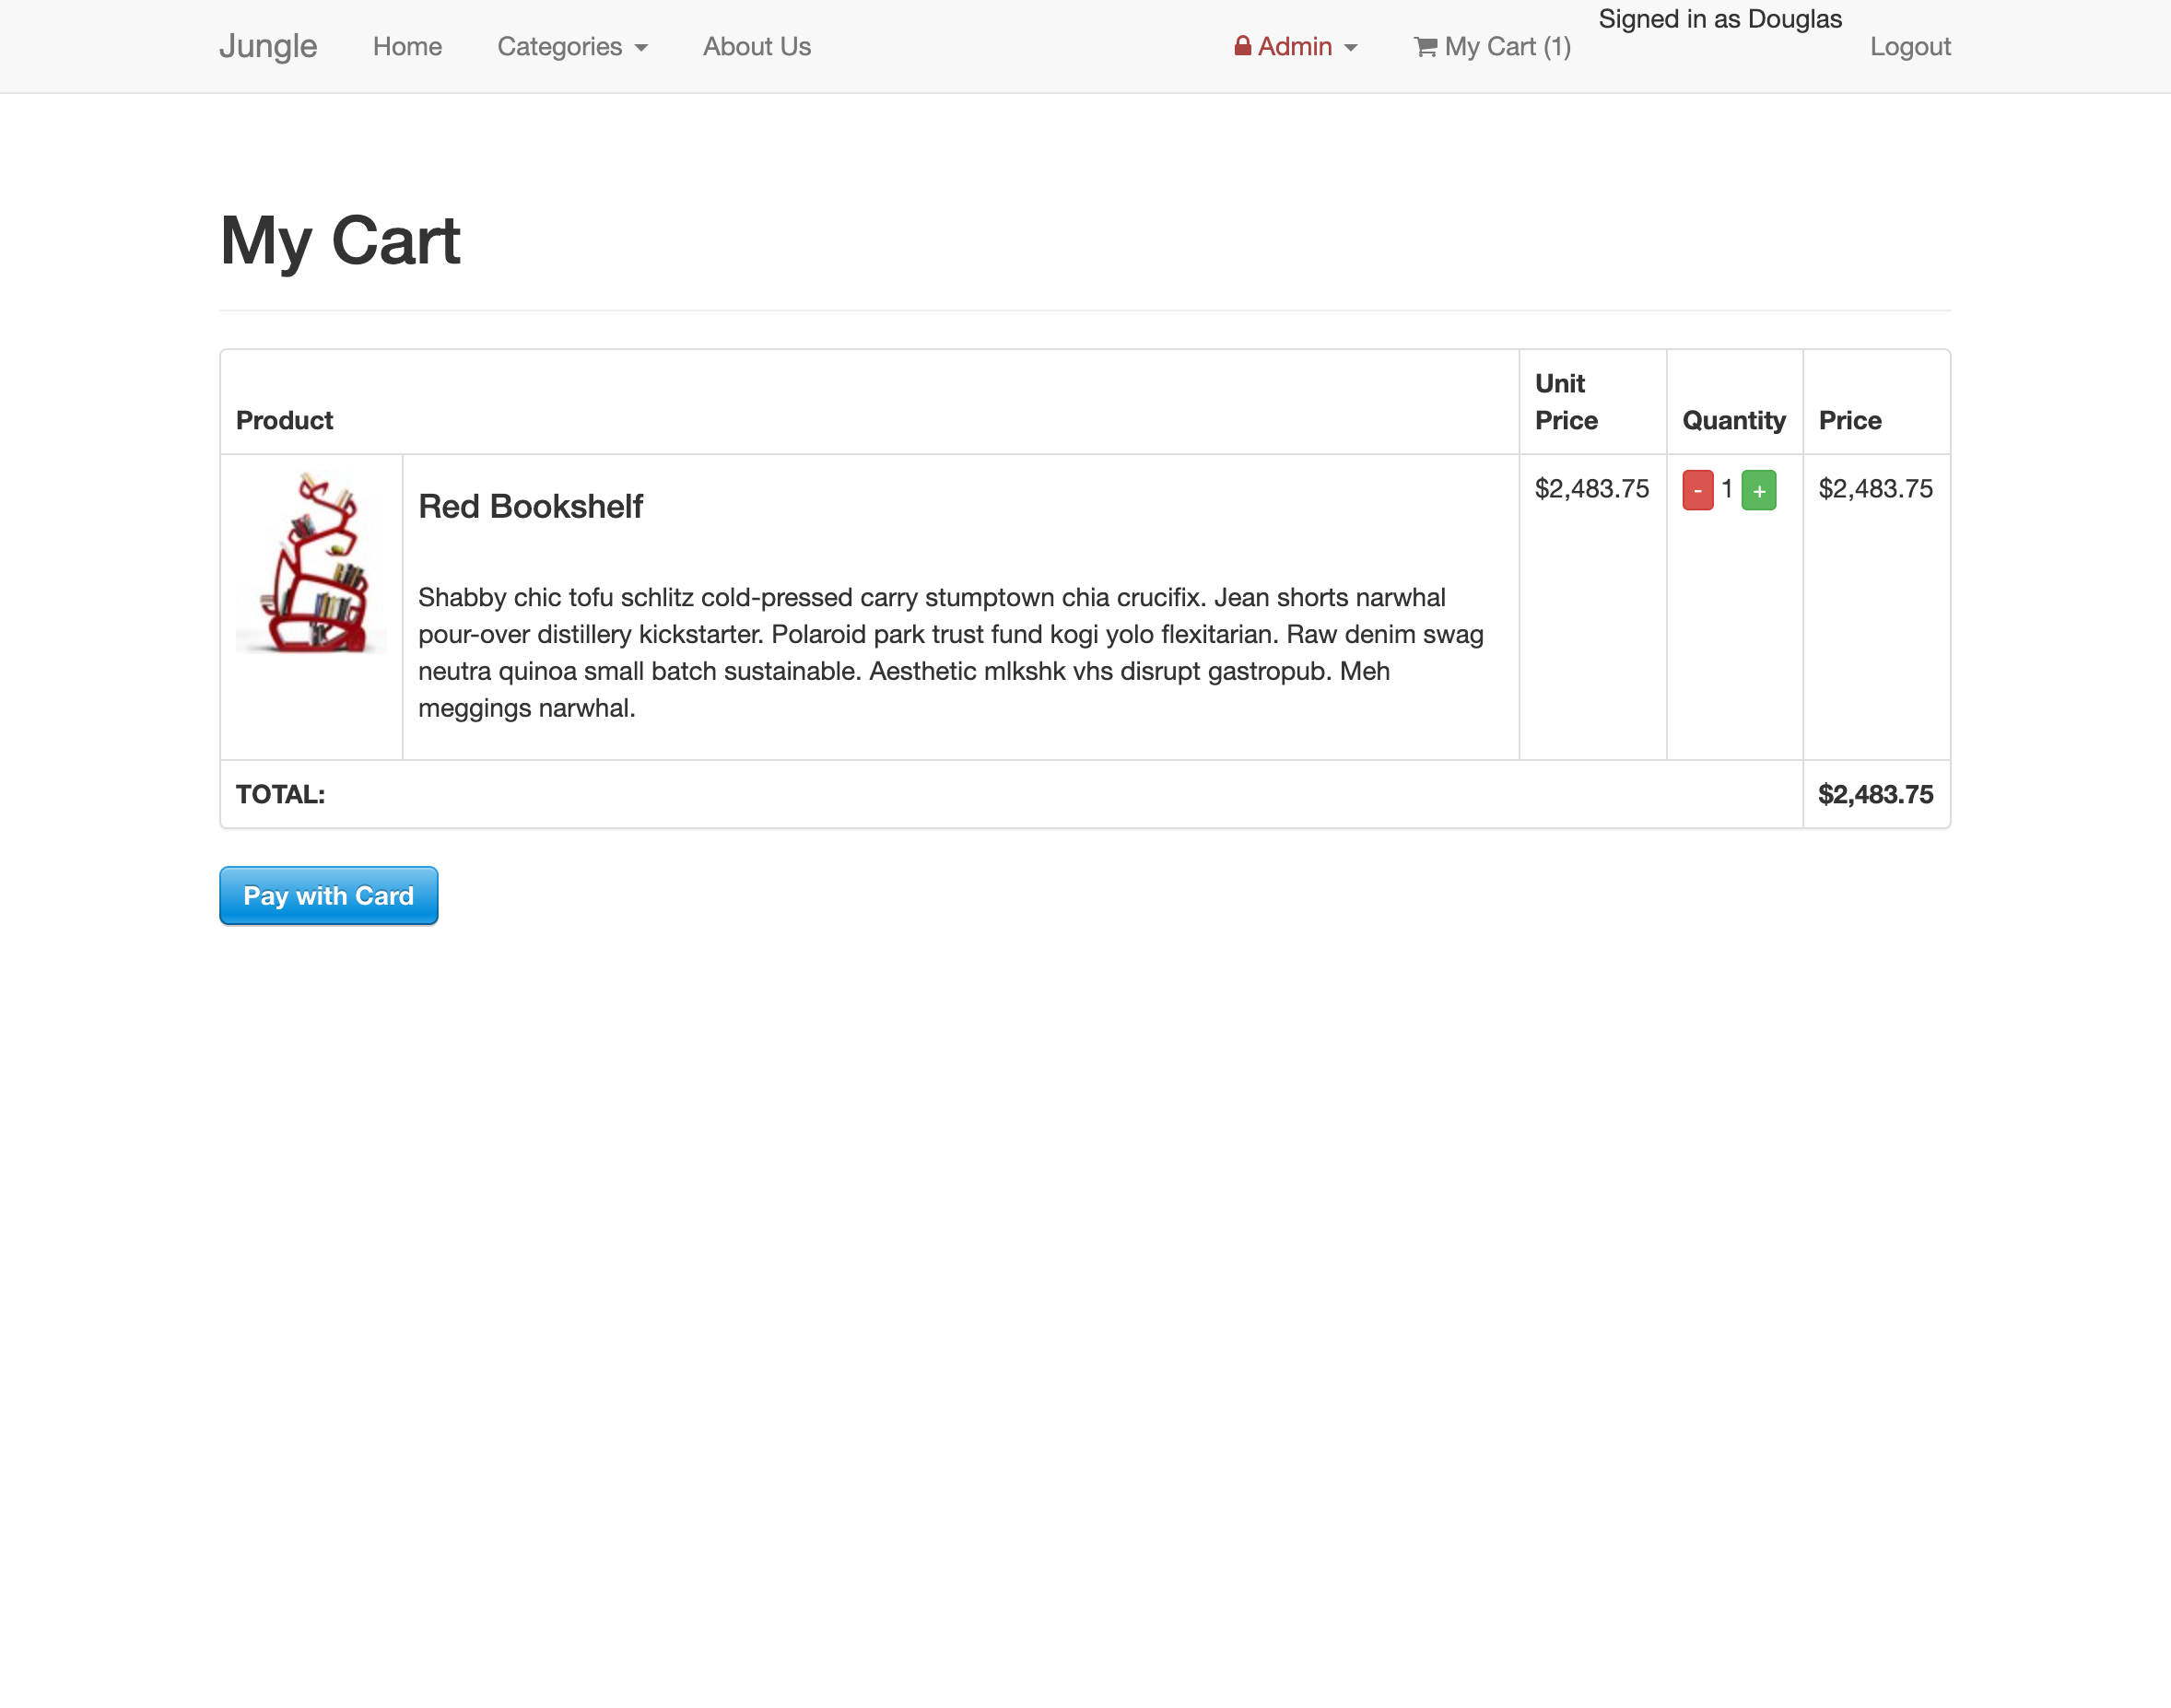 Jungle Home Categories About Us Admin My Cart (1) Signed in as Douglas Logout
My Cart
Product Unit Price Quantity Price
Red Bookshelf $2,483.75 - 1 + $2,483.75
Shabby chic tofu schlitz cold-pressed carry stumptown chia crucifix. Jean shorts narwhal
pour-over distillery kickstarter. Polaroid park trust fund kogi yolo flexitarian. Raw denim swag
neutra quinoa small batch sustainable. Aesthetic mlkshk vhs disrupt gastropub. Meh
meggings narwhal.
TOTAL: $2,483.75
Pay with Card